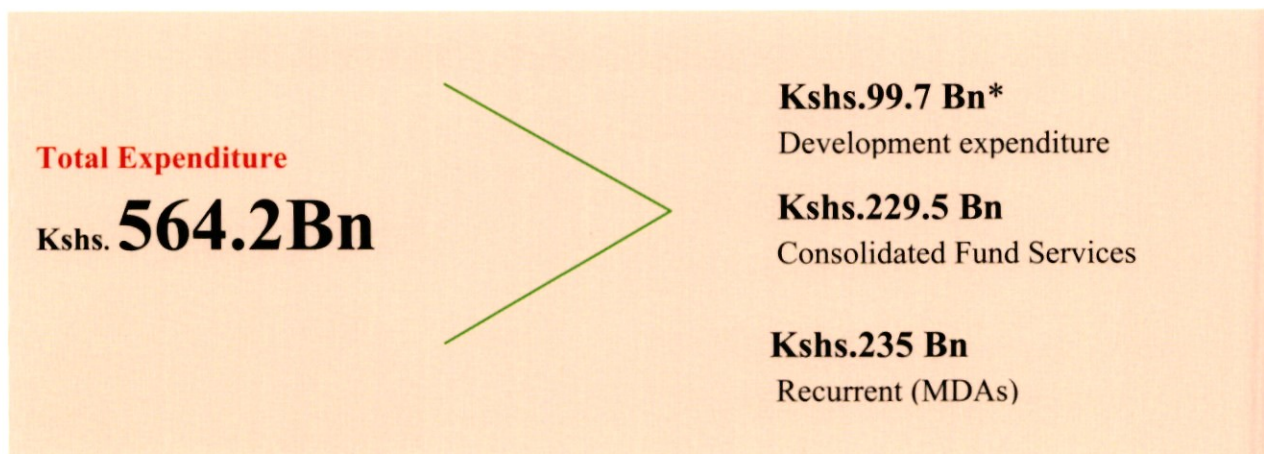 Total Expenditure
Kshs. 564.2Bn
Kshs.99.7 Bn*
Development expenditure
Kshs.229.5 Bn
Consolidated Fund Services
Kshs.235 Bn
Recurrent (MDAs)